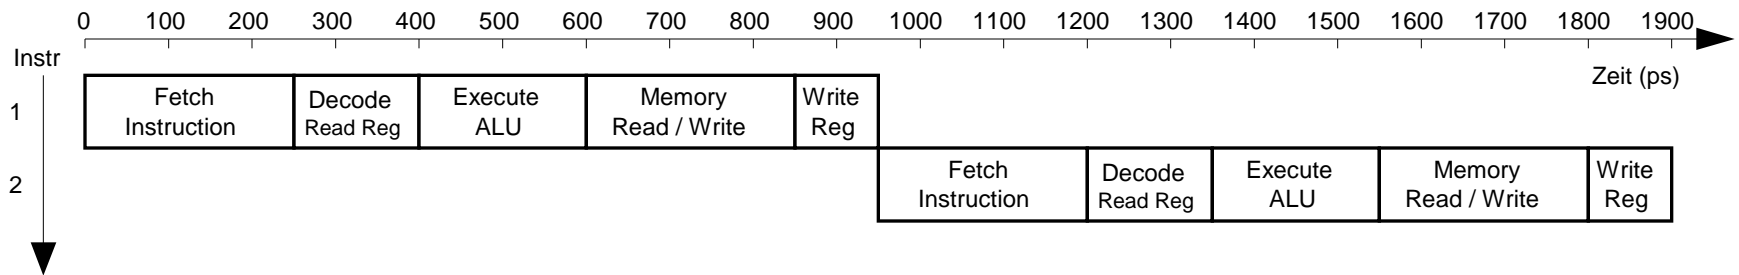 0 100 200 300 400 500 600 700 800 900 1000 1100 1200 1300 1400 1500 1600 1700 1800 1900
Instr
Zeit (ps)
1
Fetch Instruction
Decode Read Reg
Execute ALU
Memory Read / Write
Write Reg
2
Fetch Instruction
Decode Read Reg
Execute ALU
Memory Read / Write
Write Reg